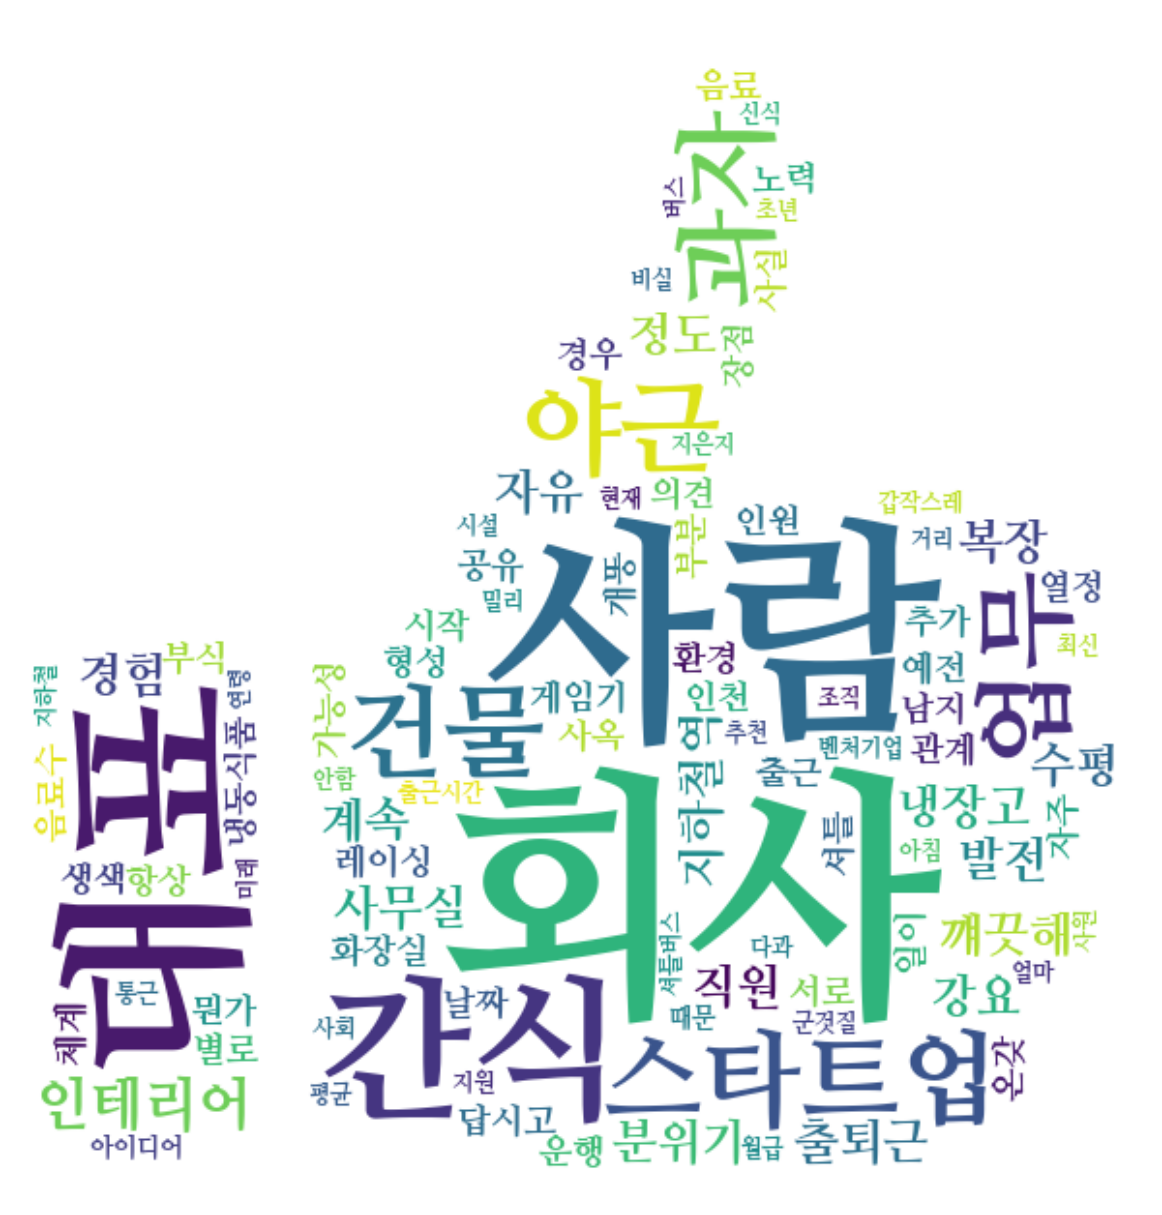 음료
신식
과자
노력
버스
초년
사실
비실
정도
장점
경우
야근
지은지
자유
현재
의견
시설
부분
인원
갑작스레
거리
복장
공유
밀리
개똥
사람
열정
업무
추가
시작
형성
환경
최신
예전
가능성
건물
게임기
인천
조직
남지
사옥
추천
벤처기업
관계
수평
안함
출근시간
지하철역
출근
냉장고
계속
회사
셔틀
자주
레이싱
아침
발전
사무실
화장실
셔틀버스
다과
일이
꺠끗해
사원
직원
서로
강요
얼마
날짜
때문
군것질
간식
스타트업
온갖
사회
평균
지원
답시고
운행
분위기
월급
출퇴근
지하철
경험
부식
연령
대표
음료수
냉동식품
생색
항상
미래
통근
체계
뭔가
별로
인테리어
아이디어